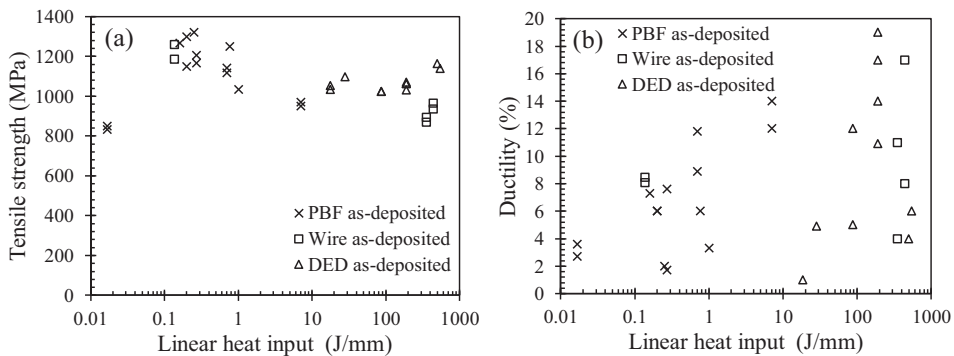 (a)
Tensile strength (MPa)
1400
1200
1000
800
600
400
200
0
PBF as-deposited
Wire as-deposited
DED as-deposited
0.01 0.1 1 10 100 1000
Linear heat input (J/mm)
(b)
Ductility (%)
20
18
16
14
12
10
8
6
4
2
0
PBF as-deposited
Wire as-deposited
DED as-deposited
0.01 0.1 1 10 100 1000
Linear heat input (J/mm)